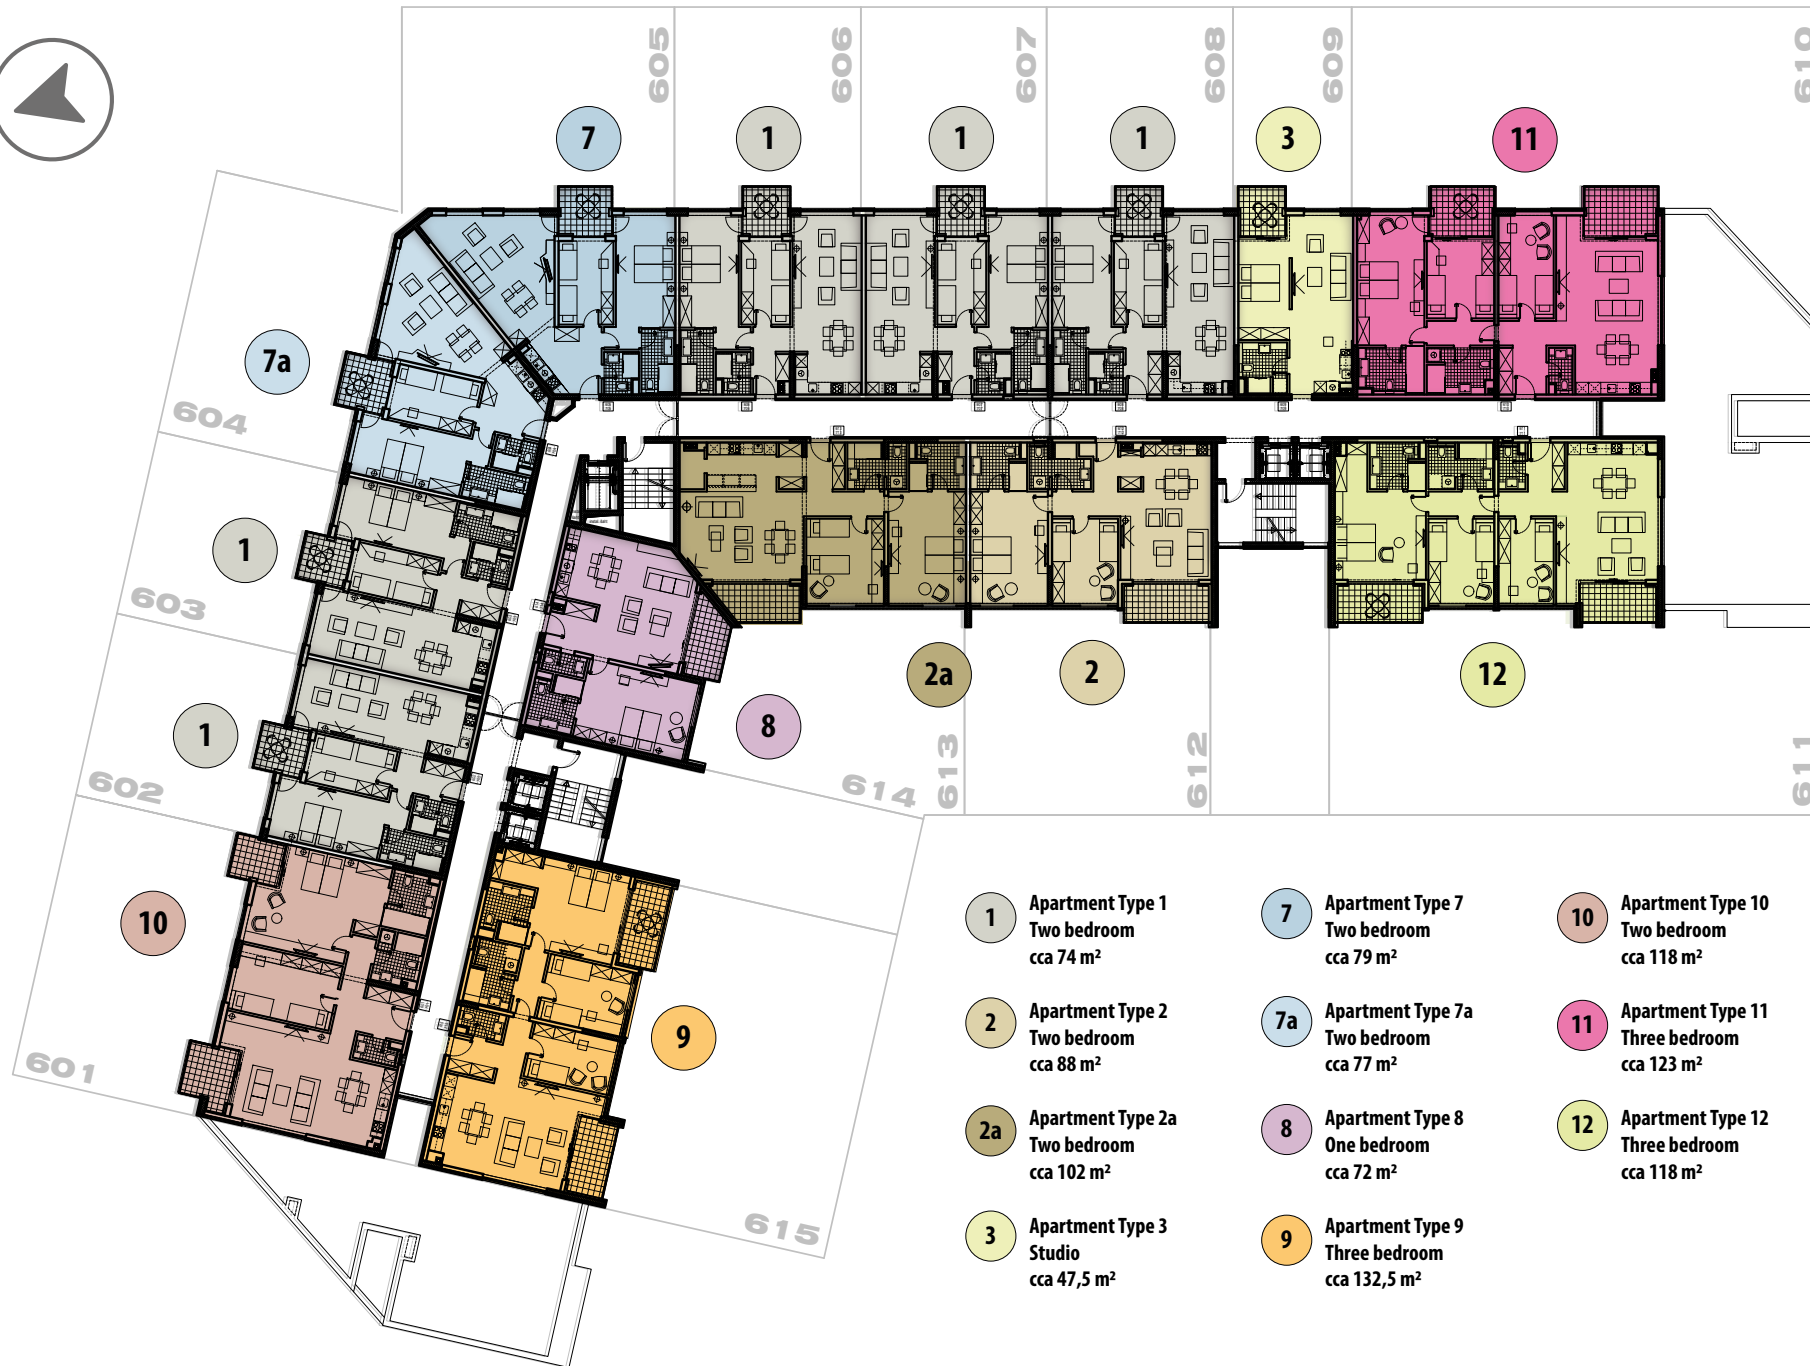 605
606
607
608
609
610
7
1
1
1
3
11
7a
604
1
603
1
602
10
601
8
2a
2
12
614
613
612
611
9
615
1
Apartment Type 1
Two bedroom
cca 74 m²
2
Apartment Type 2
Two bedroom
cca 88 m²
2a
Apartment Type 2a
Two bedroom
cca 102 m²
3
Apartment Type 3
Studio
cca 47,5 m²
7
Apartment Type 7
Two bedroom
cca 79 m²
7a
Apartment Type 7a
Two bedroom
cca 77 m²
8
Apartment Type 8
One bedroom
cca 72 m²
9
Apartment Type 9
Three bedroom
cca 132,5 m²
10
Apartment Type 10
Two bedroom
cca 118 m²
11
Apartment Type 11
Three bedroom
cca 123 m²
12
Apartment Type 12
Three bedroom
cca 118 m²